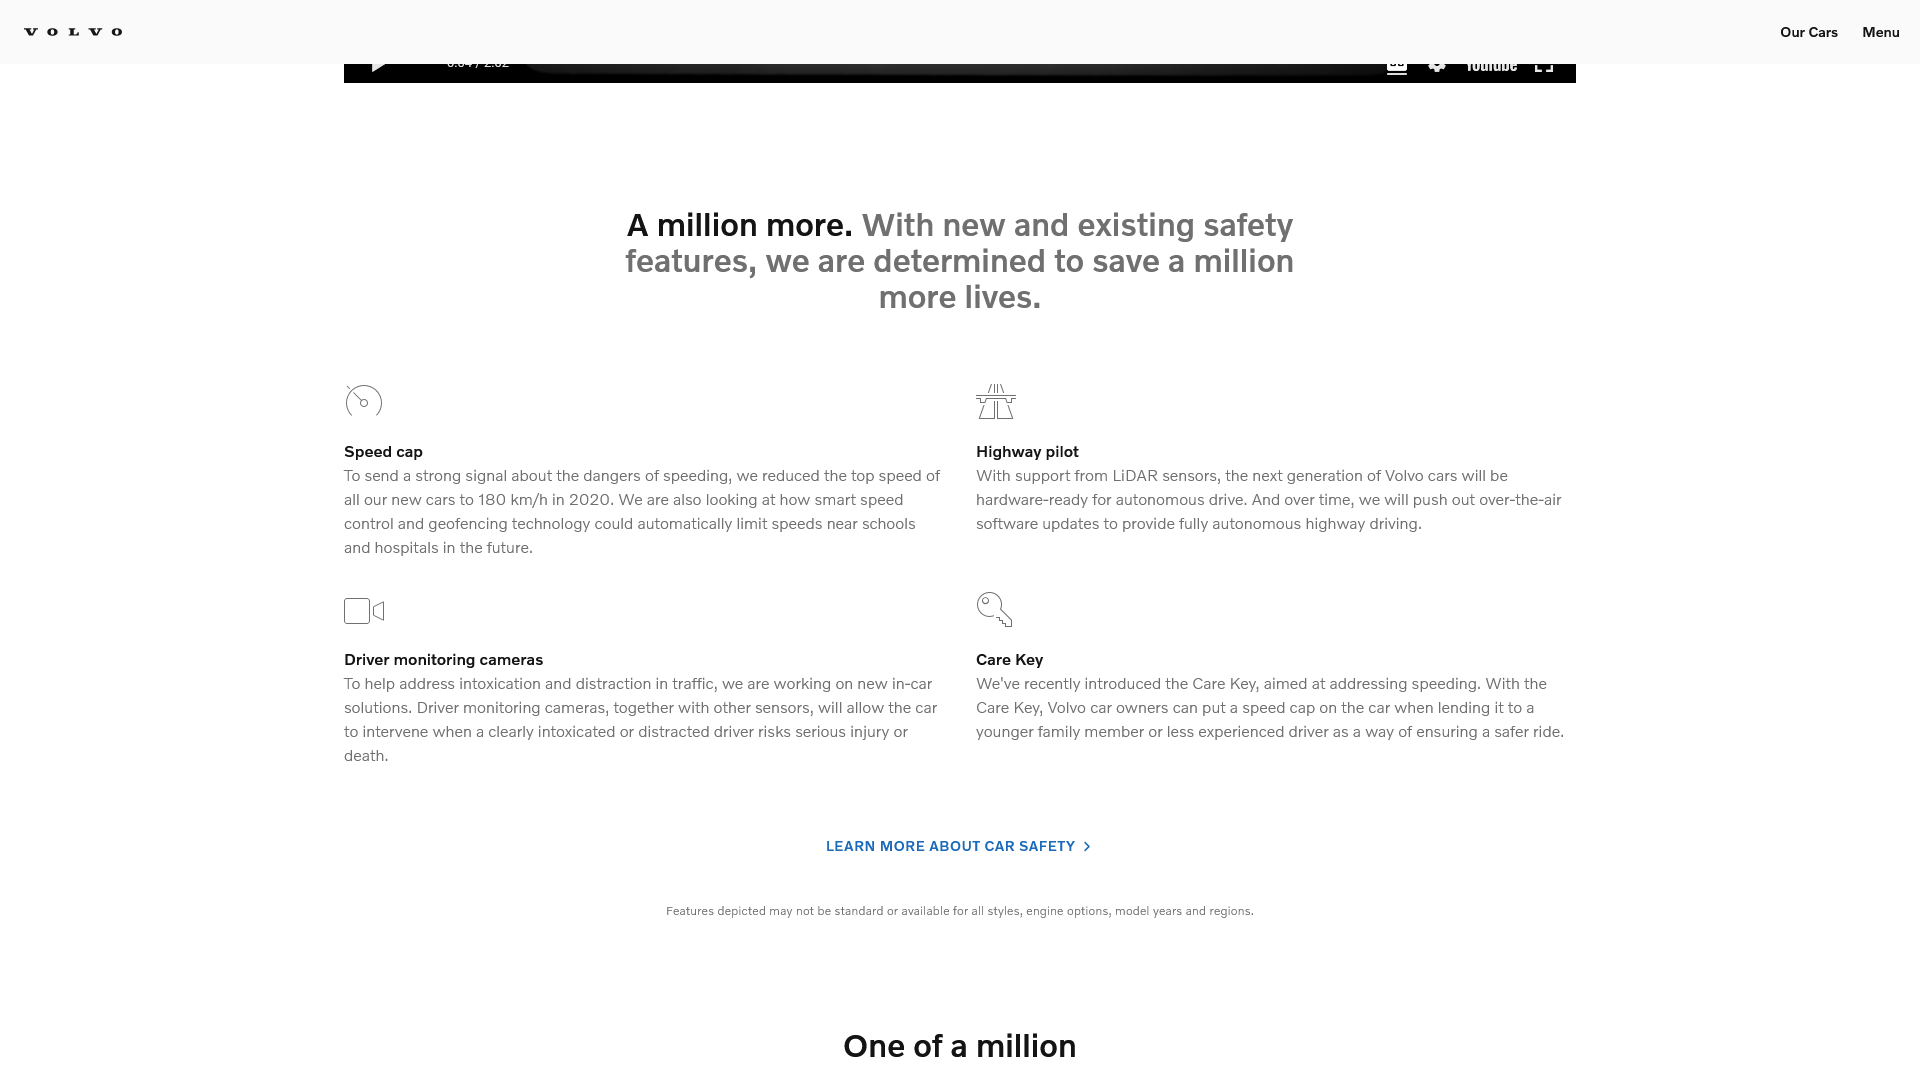 VOLVO
Our Cars
Menu
0:04 / 2:02
YouTube
A million more. With new and existing safety
features, we are determined to save a million
more lives.
Speed cap
To send a strong signal about the dangers of speeding, we reduced the top speed of
all our new cars to 180 km/h in 2020. We are also looking at how smart speed
control and geofencing technology could automatically limit speeds near schools
and hospitals in the future.
Highway pilot
With support from LiDAR sensors, the next generation of Volvo cars will be
hardware-ready for autonomous drive. And over time, we will push out over-the-air
software updates to provide fully autonomous highway driving.
Driver monitoring cameras
To help address intoxication and distraction in traffic, we are working on new in-car
solutions. Driver monitoring cameras, together with other sensors, will allow the car
to intervene when a clearly intoxicated or distracted driver risks serious injury or
death.
Care Key
We've recently introduced the Care Key, aimed at addressing speeding. With the
Care Key, Volvo car owners can put a speed cap on the car when lending it to a
younger family member or less experienced driver as a way of ensuring a safer ride.
LEARN MORE ABOUT CAR SAFETY
Features depicted may not be standard or available for all styles, engine options, model years and regions.
One of a million